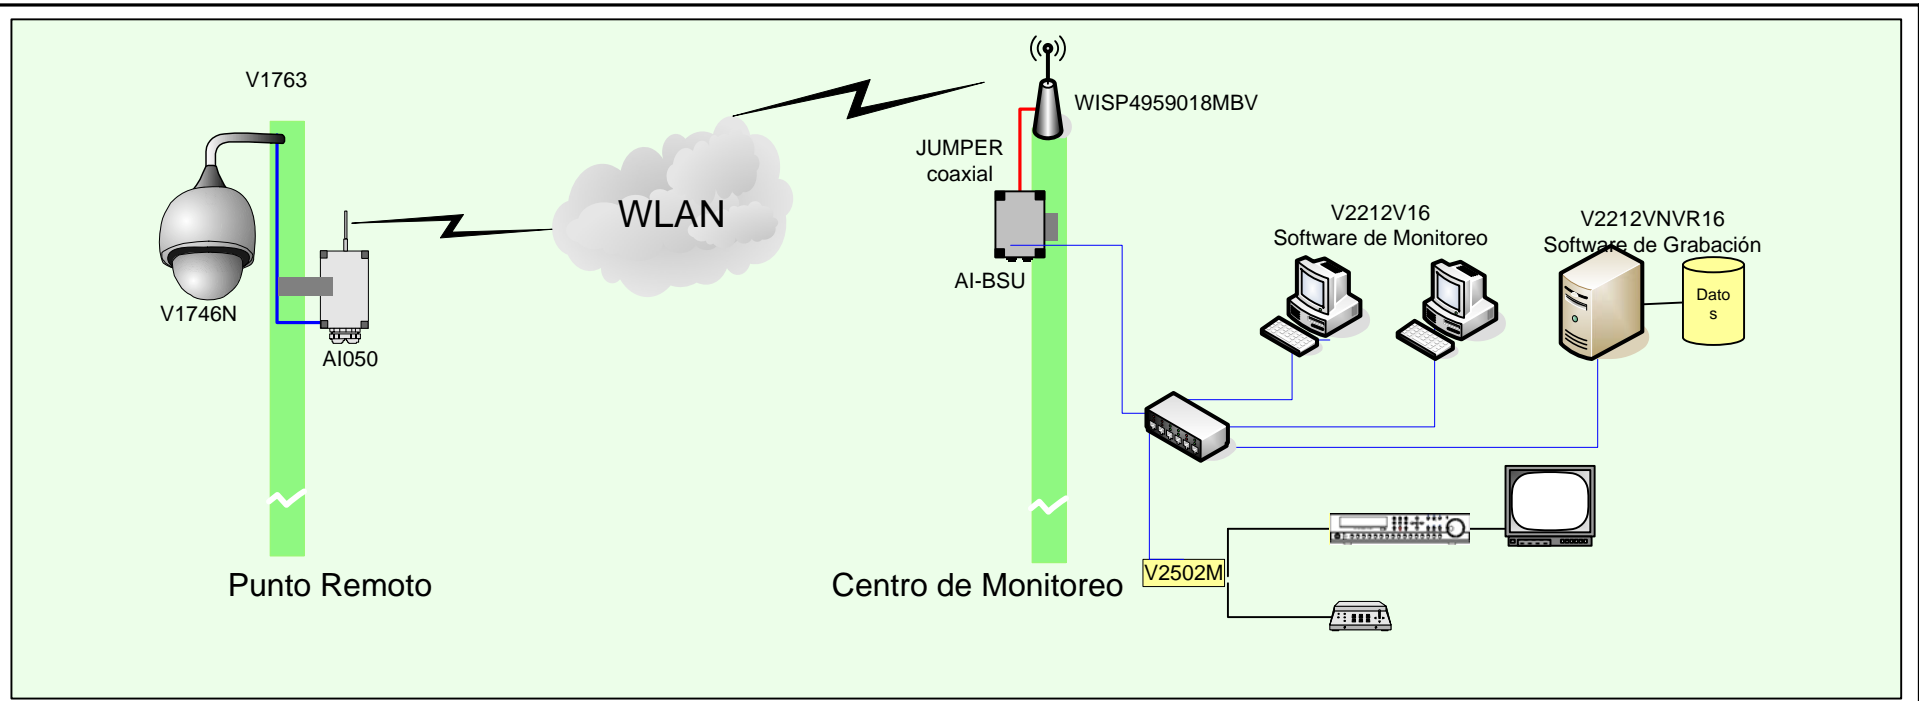 V1763
V1746N
AI050
Punto Remoto
WLAN
WISP4959018MBV
JUMPER
coaxial
AI-BSU
Centro de Monitoreo
V2212V16
Software de Monitoreo
V2212VNVR16
Software de Grabación
Dato
s
V2502M